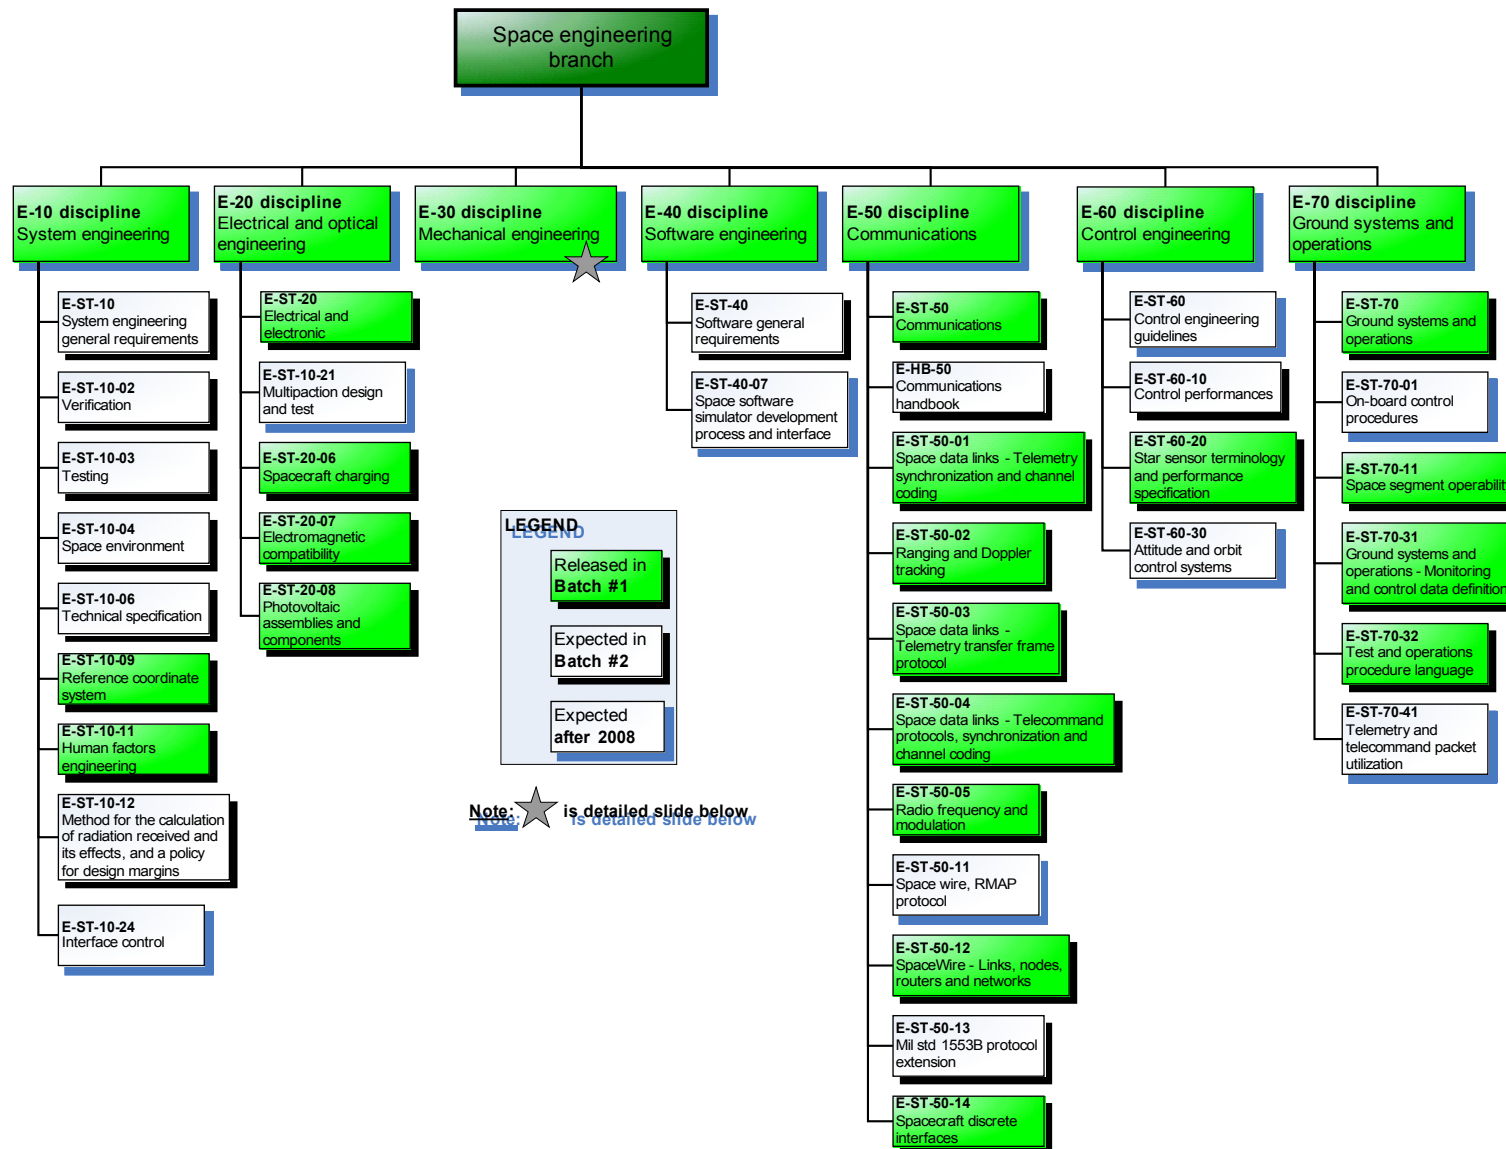 Space engineering
branch
E-10 discipline
System engineering
E-20 discipline
Electrical and optical
engineering
E-30 discipline
Mechanical engineering
E-40 discipline
Software engineering
E-50 discipline
Communications
E-60 discipline
Control engineering
E-70 discipline
Ground systems and
operations
E-ST-10
System engineering
general requirements
E-ST-10-02
Verification
E-ST-10-03
Testing
E-ST-10-04
Space environment
E-ST-10-06
Technical specification
E-ST-10-09
Reference coordinate
system
E-ST-10-11
Human factors
engineering
E-ST-10-12
Method for the calculation
of radiation received and
its effects, and a policy
for design margins
E-ST-10-24
Interface control
E-ST-20
Electrical and
electronic
E-ST-10-21
Multipaction design
and test
E-ST-20-06
Spacecraft charging
E-ST-20-07
Electromagnetic
compatibility
E-ST-20-08
Photovoltaic
assemblies and
components
E-ST-40
Software general
requirements
E-ST-40-07
Space software
simulator development
process and interface
LEGEND
Released in
Batch #1
Expected in
Batch #2
Expected
after 2008
Note: is detailed slide below
E-ST-50
Communications
E-HB-50
Communications
handbook
E-ST-50-01
Space data links - Telemetry
synchronization and channel
coding
E-ST-50-02
Ranging and Doppler
tracking
E-ST-50-03
Space data links -
Telemetry transfer frame
protocol
E-ST-50-04
Space data links - Telecommand
protocols, synchronization and
channel coding
E-ST-50-05
Radio frequency and
modulation
E-ST-50-11
Space wire, RMAP
protocol
E-ST-50-12
SpaceWire - Links, nodes,
routers and networks
E-ST-50-13
Mil std 1553B protocol
extension
E-ST-50-14
Spacecraft discrete
interfaces
E-ST-60
Control engineering
guidelines
E-ST-60-10
Control performances
E-ST-60-20
Star sensor terminology
and performance
specification
E-ST-60-30
Attitude and orbit
control systems
E-ST-70
Ground systems and
operations
E-ST-70-01
On-board control
procedures
E-ST-70-11
Space segment operabilit
E-ST-70-31
Ground systems and
operations - Monitoring
and control data definition
E-ST-70-32
Test and operations
procedure language
E-ST-70-41
Telemetry and
telecommand packet
utilization